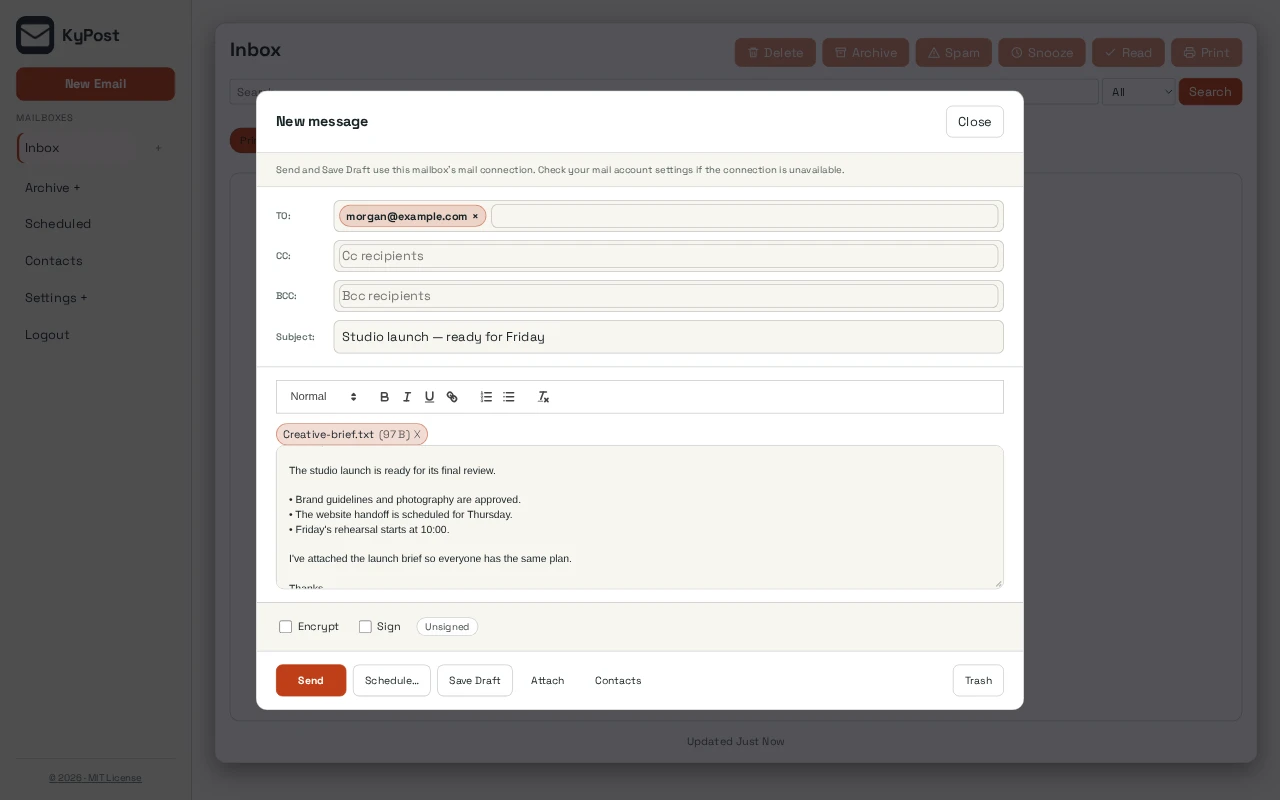 KyPost
New Email
MAILBOXES
Inbox +
Archive +
Scheduled
Contacts
Settings +
Logout
© 2026 · MIT License
Inbox
Delete
Archive
Spam
Snooze
Read
Print
All
Search
New message
Close
Send and Save Draft use this mailbox's mail connection. Check your mail account settings if the connection is unavailable.
TO: morgan@example.com ×
CC: Cc recipients
BCC: Bcc recipients
Subject: Studio launch — ready for Friday
Normal
Creative-brief.txt (97 B) X
The studio launch is ready for its final review.
• Brand guidelines and photography are approved.
• The website handoff is scheduled for Thursday.
• Friday's rehearsal starts at 10:00.
I've attached the launch brief so everyone has the same plan.
Thanks
Encrypt
Sign
Unsigned
Send
Schedule...
Save Draft
Attach
Contacts
Trash
Updated Just Now